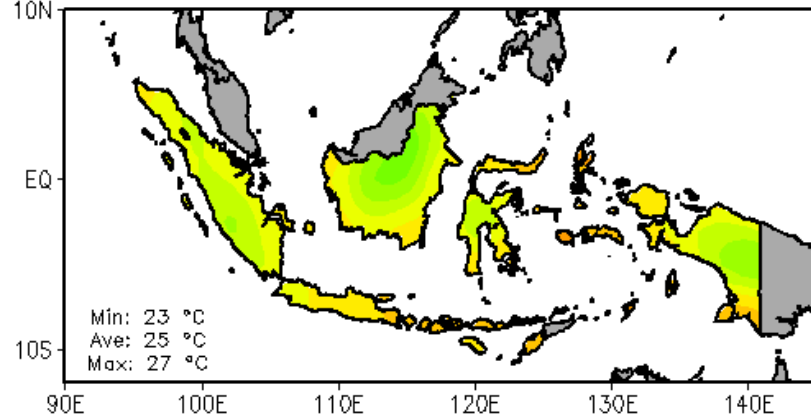 10N
EQ
Min: 23 °C
Ave: 25 °C
Max: 27 °C
10S
90E 100E 110E 120E 130E 140E